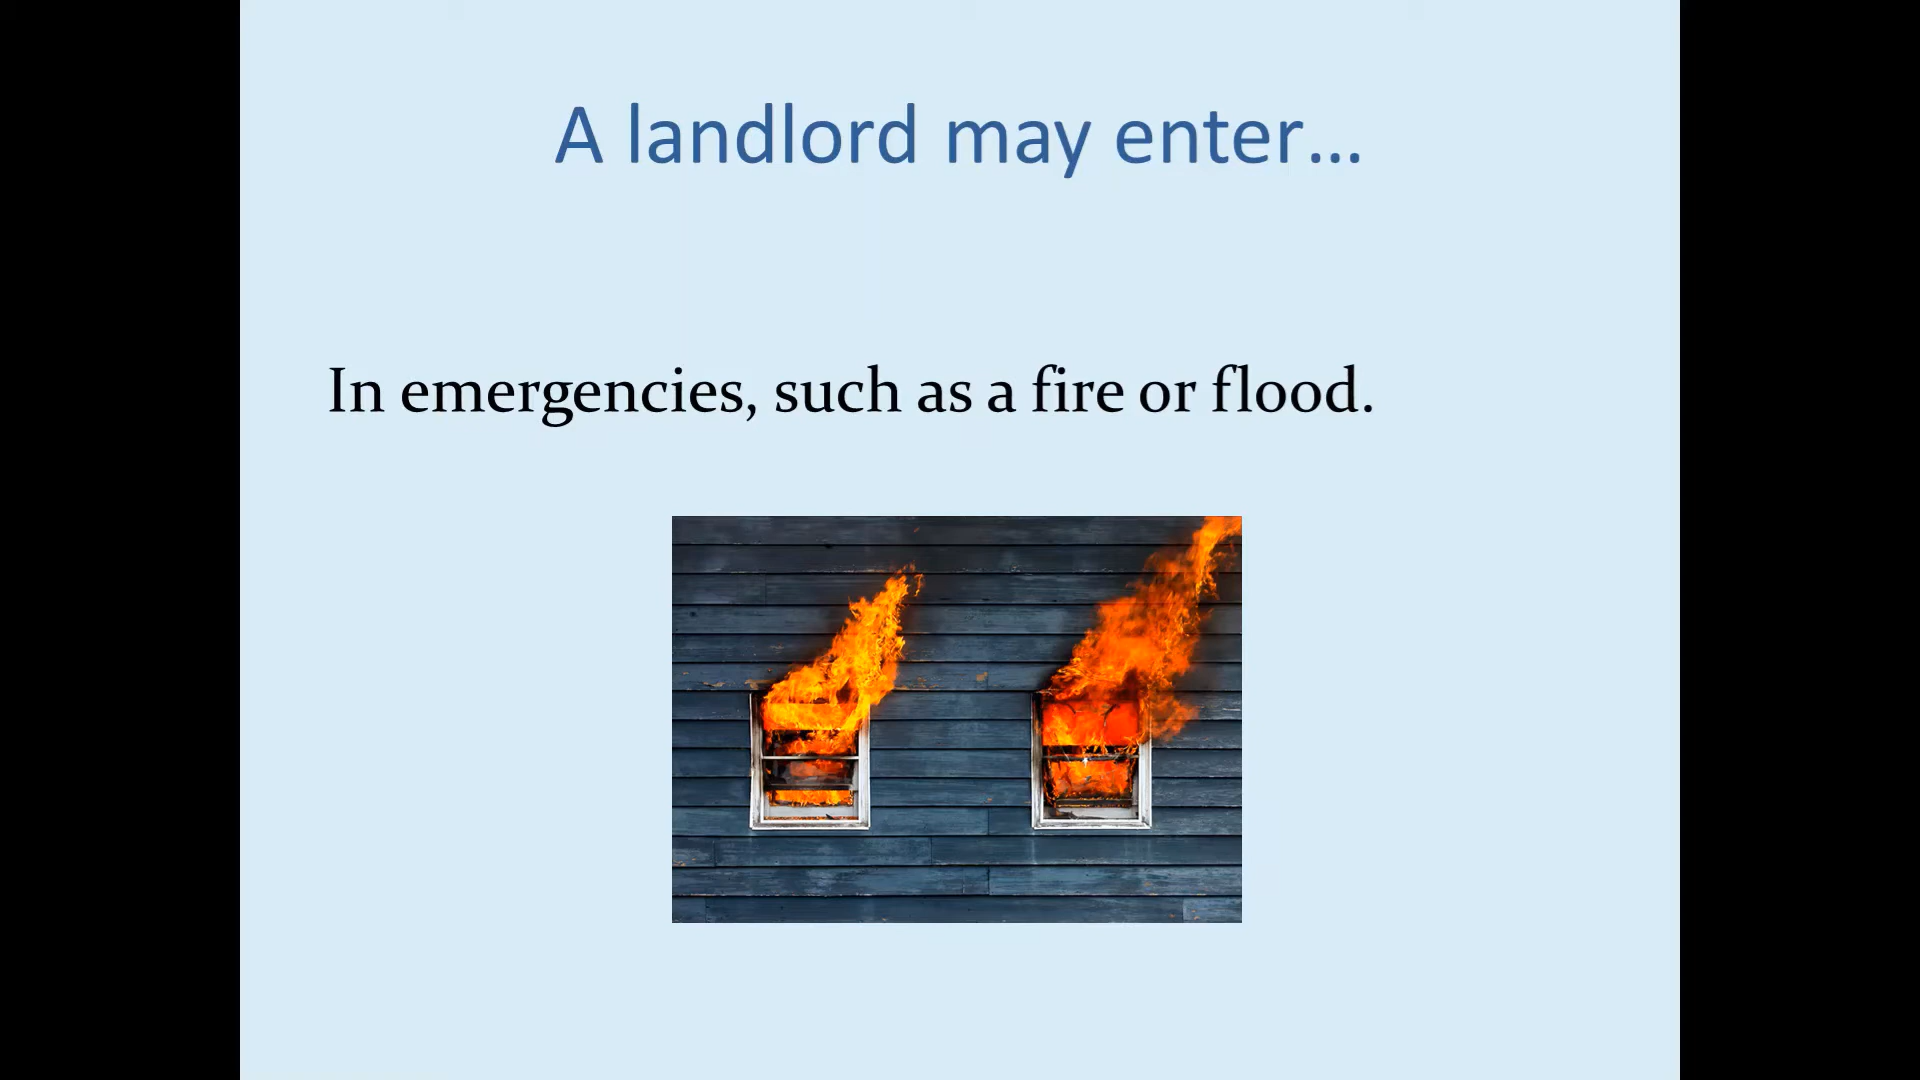 A landlord may enter...
In emergencies, such as a fire or flood.